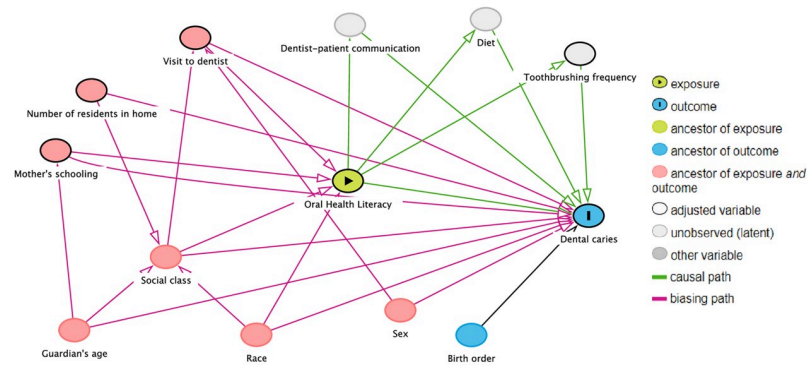 Dentist-patient communication
Diet
Visit to dentist
Toothbrushing frequency
Number of residents in home
Mother's schooling
Oral Health Literacy
Dental caries
Social class
Guardian's age
Race
Sex
Birth order
exposure
outcome
ancestor of exposure
ancestor of outcome
ancestor of exposure and
outcome
adjusted variable
unobserved (latent)
other variable
causal path
biasing path